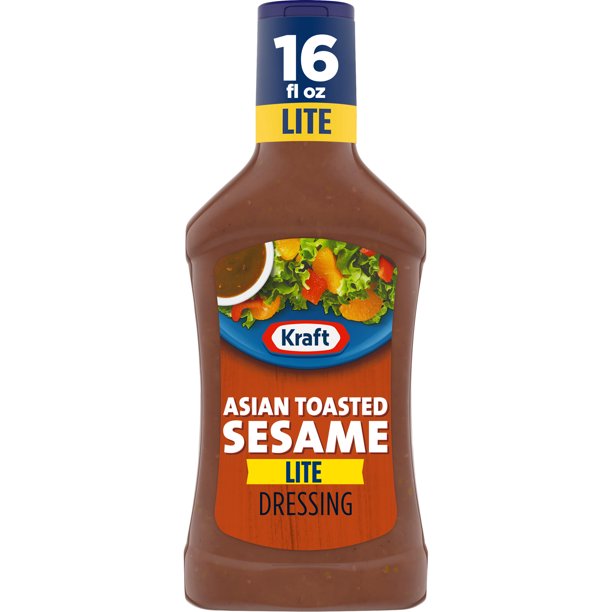 16
fl oz
LITE
Kraft
ASIAN TOASTED
SESAME
LITE
DRESSING